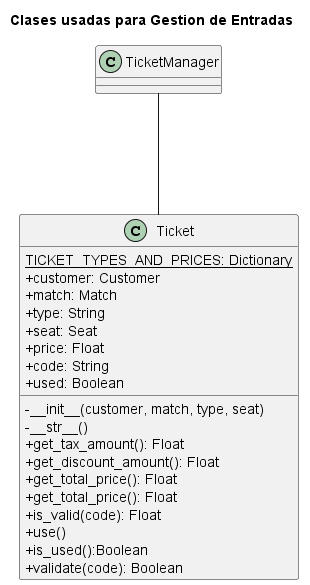 Clases usadas para Gestion de Entradas
C TicketManager
C Ticket
TICKET_TYPES_AND_PRICES: Dictionary
+customer: Customer
+match: Match
+type: String
+seat: Seat
+price: Float
+code: String
+used: Boolean
-__init__(customer, match, type, seat)
-__str__()
+get_tax_amount(): Float
+get_discount_amount(): Float
+get_total_price(): Float
+get_total_price(): Float
+is_valid(code): Float
+use()
+is_used():Boolean
+validate(code): Boolean